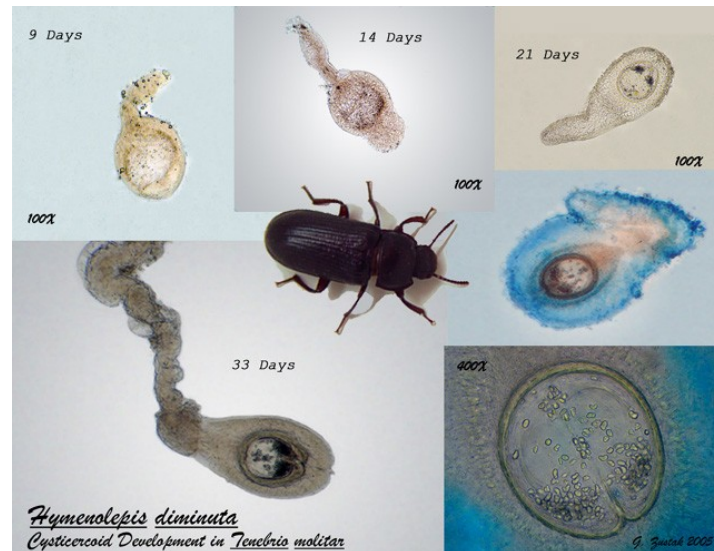 9 Days
14 Days
21 Days
100X
100X
100X
33 Days
400X
Hymenolepis diminuta
Cysticercoid Development in Tenebrio molitar
G. Zustak 2005